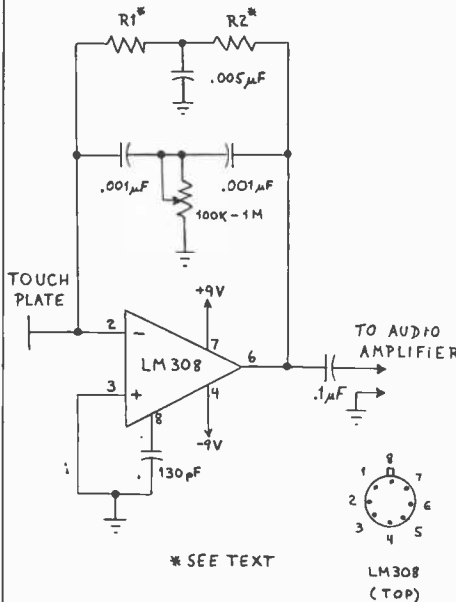 R1* R2*
.005µF
.001µF .001µF
100K-1M
TOUCH
PLATE
+9V
2 - 7
LM308 6
3 + 4
8 -9V
130pF
TO AUDIO
AMPLIFIER
.1µF
8
1 7
2 6
3 5
4
* SEE TEXT
LM308
(TOP)